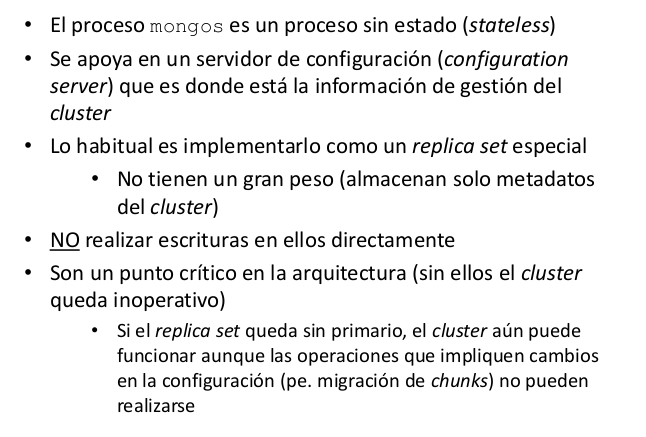 • El proceso mongos es un proceso sin estado (stateless)
• Se apoya en un servidor de configuración (configuration
server) que es donde está la información de gestión del
cluster
• Lo habitual es implementarlo como un replica set especial
• No tienen un gran peso (almacenan solo metadatos
del cluster)
• NO realizar escrituras en ellos directamente
• Son un punto crítico en la arquitectura (sin ellos el cluster
queda inoperativo)
• Si el replica set queda sin primario, el cluster aún puede
funcionar aunque las operaciones que impliquen cambios
en la configuración (pe. migración de chunks) no pueden
realizarse